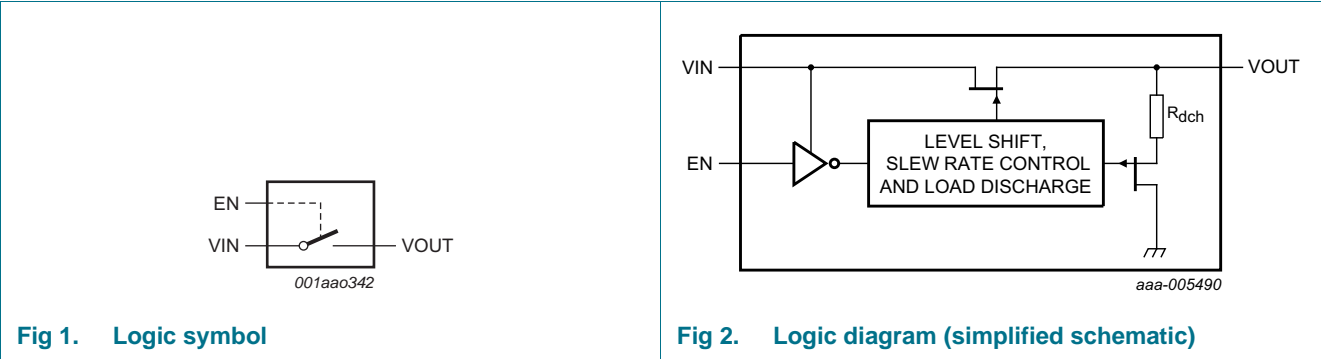 EN
VIN
VOUT
001aao342
Fig 1. Logic symbol
VIN
VOUT
Rdch
EN
LEVEL SHIFT,
SLEW RATE CONTROL
AND LOAD DISCHARGE
aaa-005490
Fig 2. Logic diagram (simplified schematic)